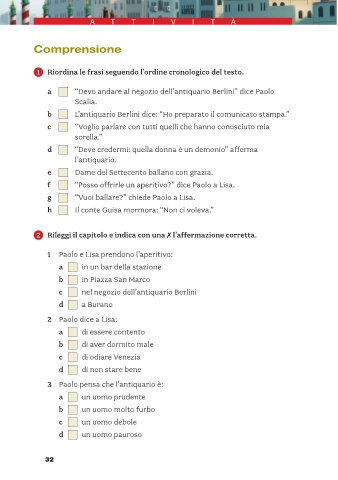 ATTIVITÀ
Comprensione
1 Riordina le frasi seguendo l'ordine cronologico del testo.
a “Devo andare al negozio dell'antiquario Berlini” dice Paolo
Scalia.
b L'antiquario Berlini dice: “Ho preparato il comunicato stampa.”
c “Voglio parlare con tutti quelli che hanno conosciuto mia
sorella.”
d “Deve credermi: quella donna è un demonio” afferma
l'antiquario.
e Dame del Settecento ballano con grazia.
f “Posso offrirle un aperitivo?” dice Paolo a Lisa.
g “Vuoi ballare?” chiede Paolo a Lisa.
h Il conte Guisa mormora: “Non ci voleva.”
2 Rileggi il capitolo e indica con una ✗ l'affermazione corretta.
1 Paolo e Lisa prendono l'aperitivo:
a in un bar della stazione
b in Piazza San Marco
c nel negozio dell'antiquario Berlini
d a Burano
2 Paolo dice a Lisa:
a di essere contento
b di aver dormito male
c di odiare Venezia
d di non stare bene
3 Paolo pensa che l'antiquario è:
a un uomo prudente
b un uomo molto furbo
c un uomo debole
d un uomo pauroso
32